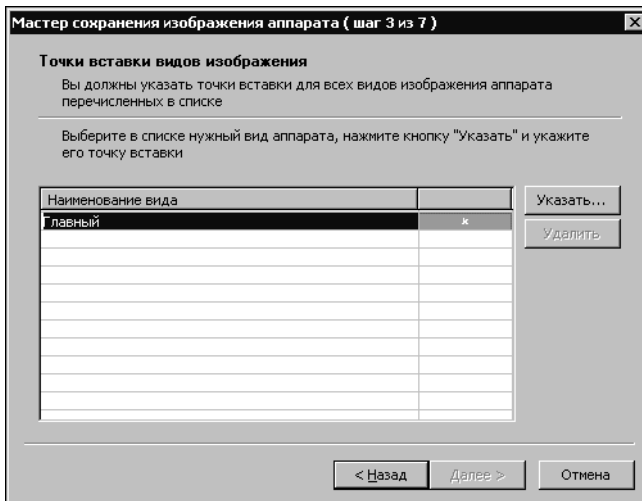 Мастер сохранения изображения аппарата ( шаг 3 из 7 )
Точки вставки видов изображения
Вы должны указать точки вставки для всех видов изображения аппарата
перечисленных в списке
Выберите в списке нужный вид аппарата, нажмите кнопку "Указать" и укажите
его точку вставки
Наименование вида
Указать...
Главный
Удалить
< Назад
Далее >
Отмена